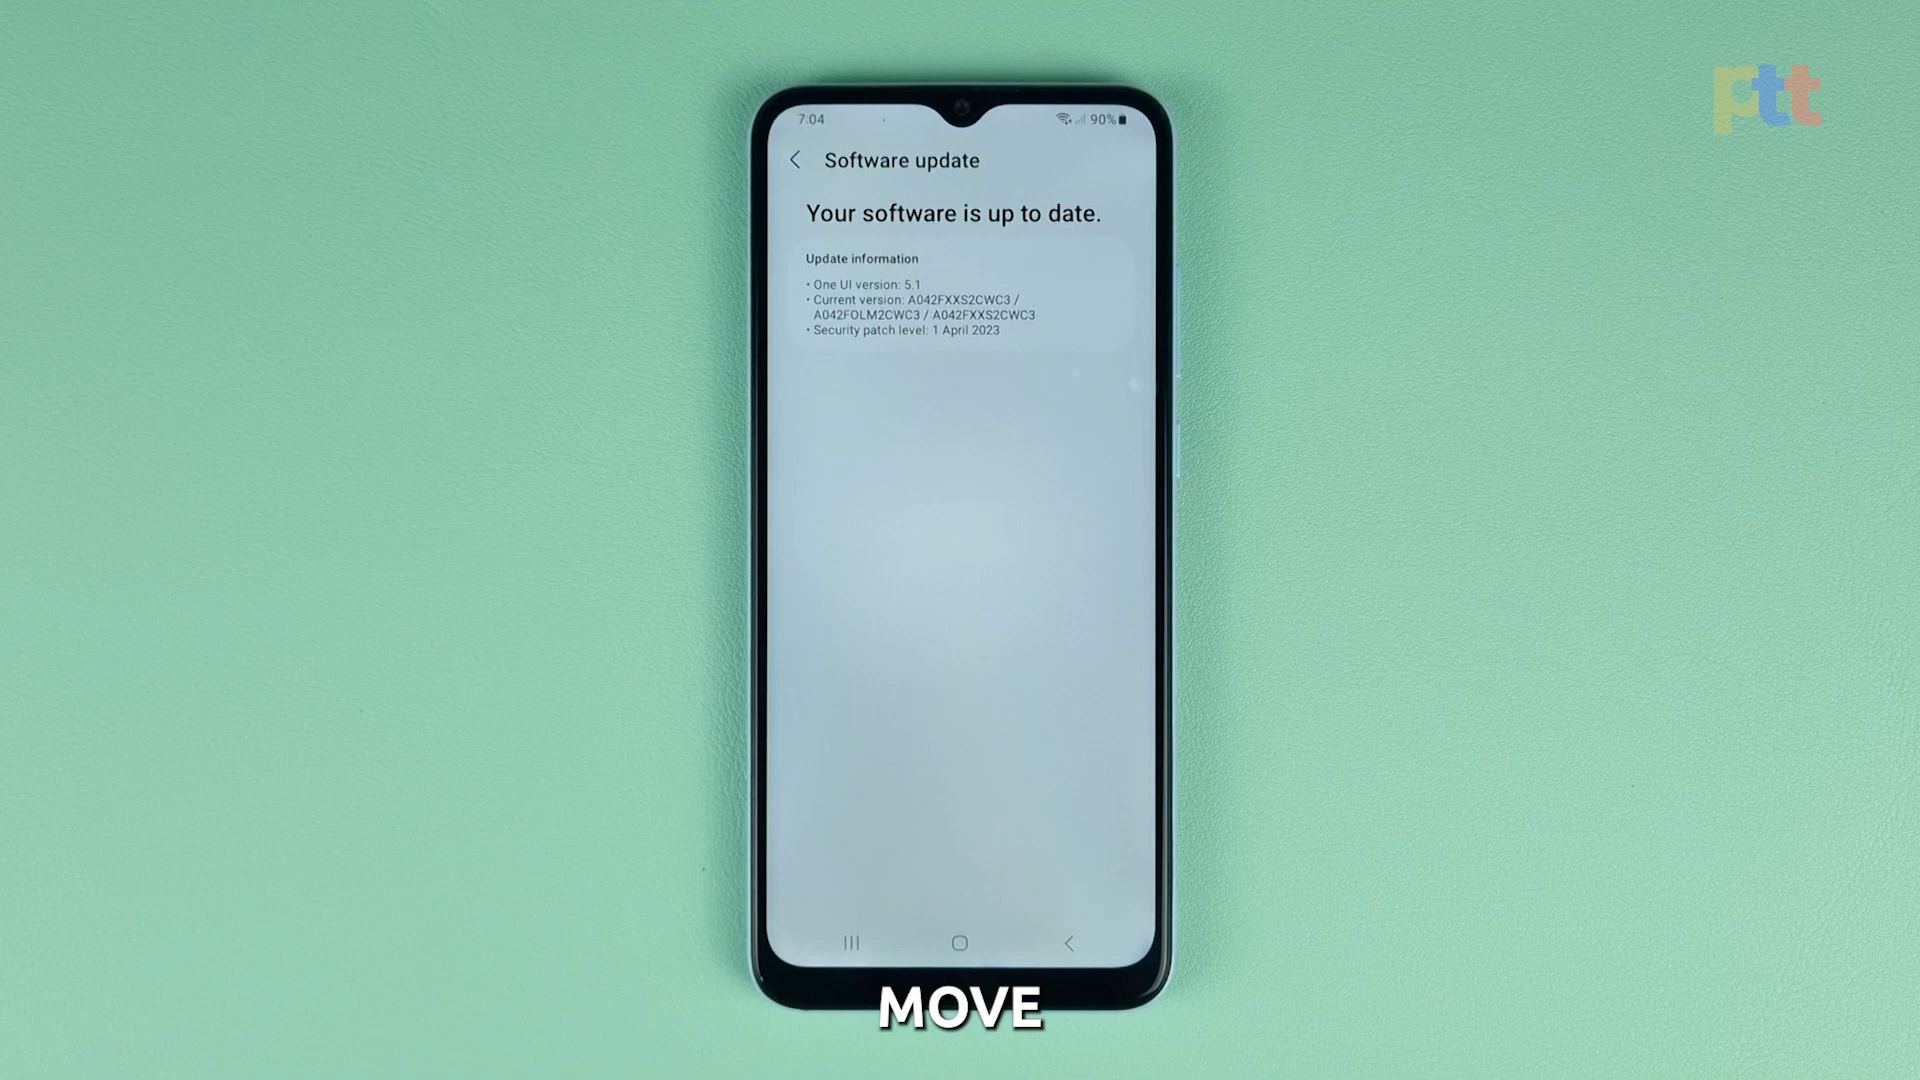 ptt
7:04
90%
Software update
Your software is up to date.
Update information
• One UI version: 5.1
• Current version: A042FXXS2CWC3 /
A042FOLM2CWC3 / A042FXXS2CWC3
• Security patch level: 1 April 2023
MOVE